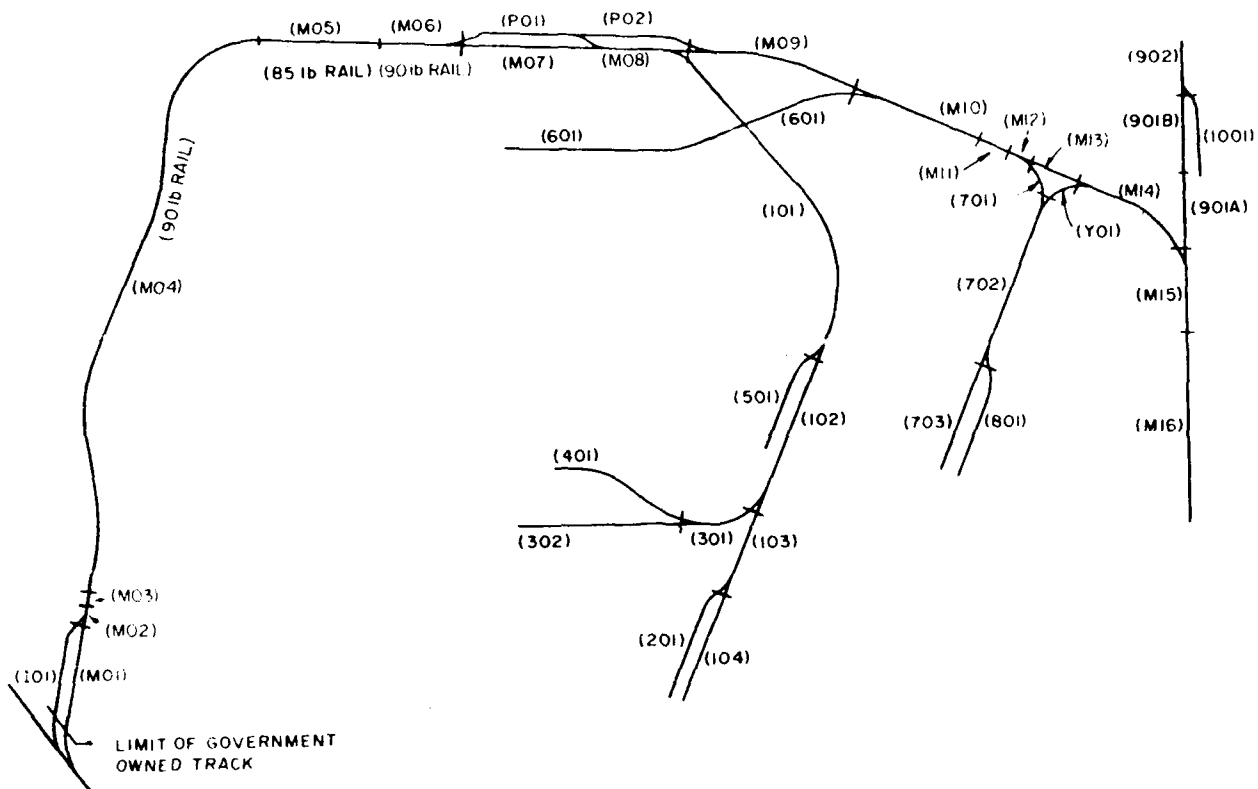 (M05)
(M06)
(P01)
(P02)
(M09)
(85 lb RAIL)
(90 lb RAIL)
(M07)
(M08)
(902)
(601)
(601)
(M10)
(M12)
(M13)
(901B)
(1001)
(M11)
(90 lb RAIL)
(101)
(701)
(M14)
(901A)
(Y01)
(M04)
(702)
(M15)
(501)
(102)
(703)
(801)
(M16)
(401)
(302)
(301)
(103)
(M03)
(M02)
(201)
(104)
(I01)
(M01)
LIMIT OF GOVERNMENT
OWNED TRACK